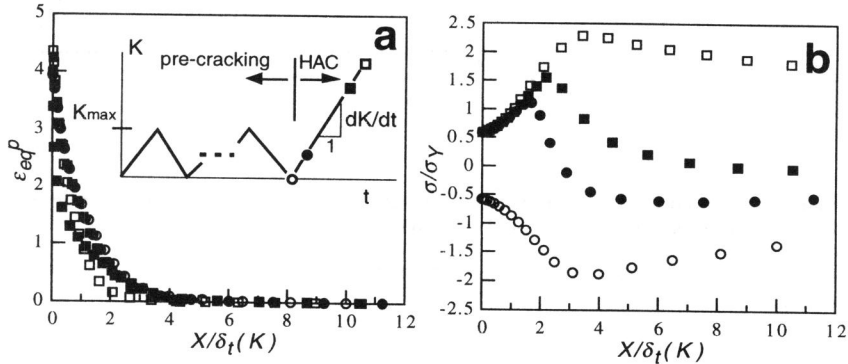 a
K
pre-cracking
HAC
Kmax
dK/dt
1
t
ε_eq^p
5
4
3
2
1
0
0 2 4 6 8 10 12
X/δ_t(K)
b
σ/σ_Y
2.5
2
1.5
1
0.5
0
-0.5
-1
-1.5
-2
-2.5
0 2 4 6 8 10 12
X/δ_t(K)